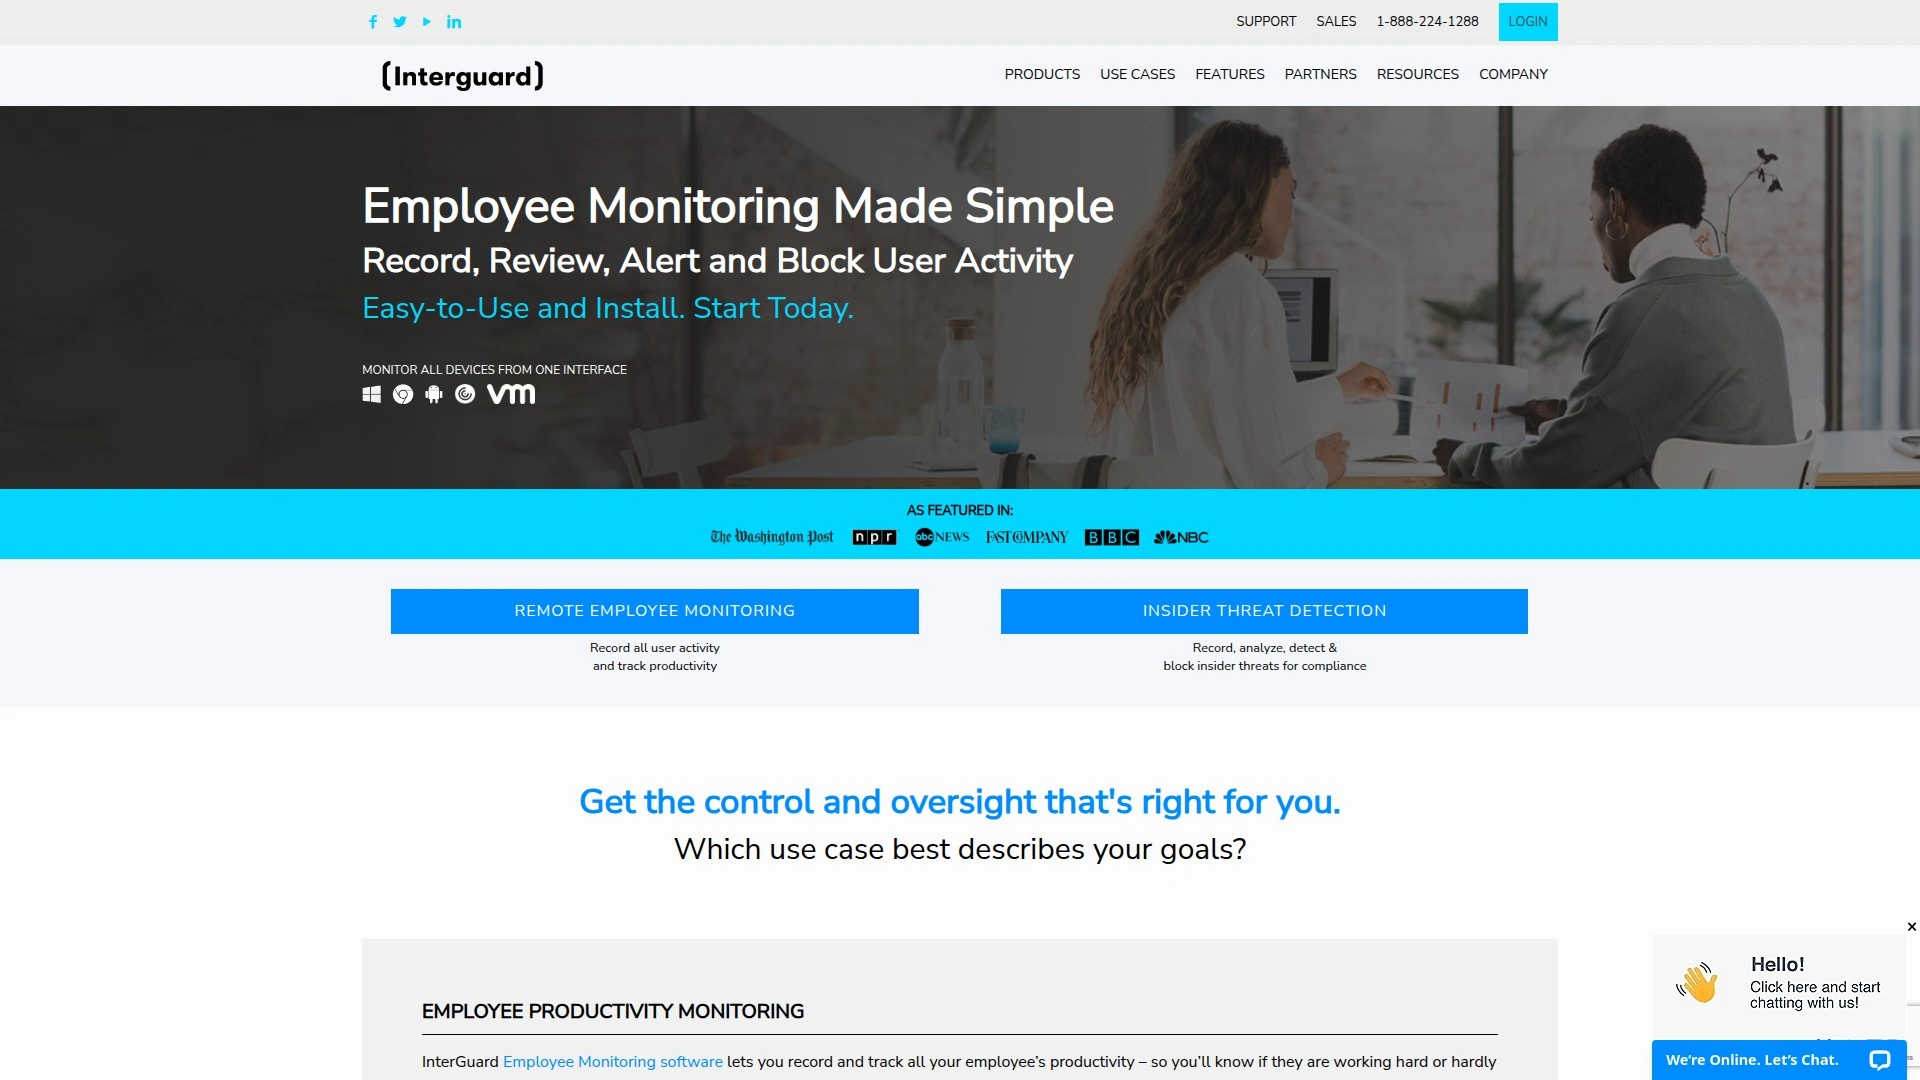 SUPPORT SALES 1-888-224-1288 LOGIN
(Interguard)
PRODUCTS USE CASES FEATURES PARTNERS RESOURCES COMPANY
Employee Monitoring Made Simple
Record, Review, Alert and Block User Activity
Easy-to-Use and Install. Start Today.
MONITOR ALL DEVICES FROM ONE INTERFACE
vm
AS FEATURED IN:
The Washington Post npr abc NEWS FAST COMPANY BBC NBC
REMOTE EMPLOYEE MONITORING
Record all user activity
and track productivity
INSIDER THREAT DETECTION
Record, analyze, detect &
block insider threats for compliance
Get the control and oversight that's right for you.
Which use case best describes your goals?
EMPLOYEE PRODUCTIVITY MONITORING
InterGuard Employee Monitoring software lets you record and track all your employee’s productivity – so you’ll know if they are working hard or hardly
Hello!
Click here and start
chatting with us!
We’re Online. Let’s Chat.